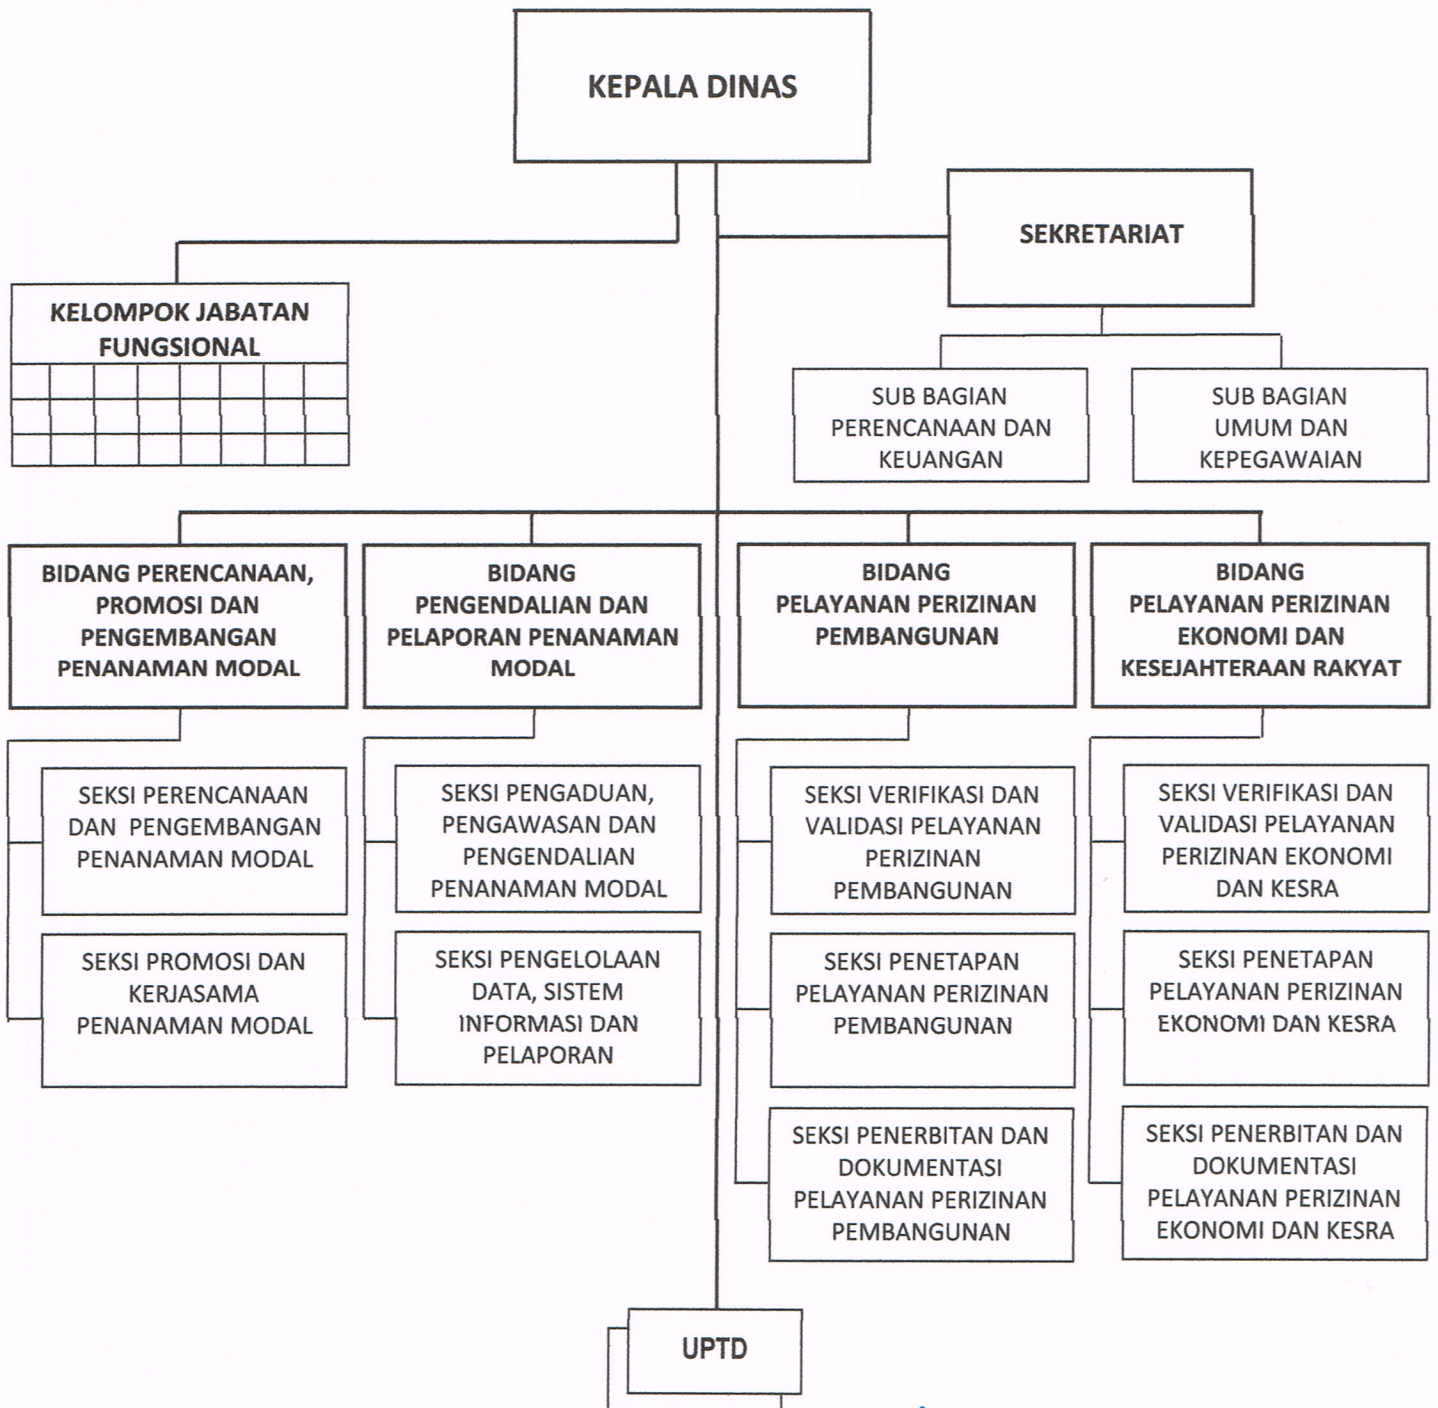 KEPALA DINAS
SEKRETARIAT
KELOMPOK JABATAN
FUNGSIONAL
SUB BAGIAN
PERENCANAAN DAN
KEUANGAN
SUB BAGIAN
UMUM DAN
KEPEGAWAIAN
BIDANG PERENCANAAN,
PROMOSI DAN
PENGEMBANGAN
PENANAMAN MODAL
BIDANG
PENGENDALIAN DAN
PELAPORAN PENANAMAN
MODAL
BIDANG
PELAYANAN PERIZINAN
PEMBANGUNAN
BIDANG
PELAYANAN PERIZINAN
EKONOMI DAN
KESEJAHTERAAN RAKYAT
SEKSI PERENCANAAN
DAN PENGEMBANGAN
PENANAMAN MODAL
SEKSI PROMOSI DAN
KERJASAMA
PENANAMAN MODAL
SEKSI PENGADUAN,
PENGAWASAN DAN
PENGENDALIAN
PENANAMAN MODAL
SEKSI PENGELOLAAN
DATA, SISTEM
INFORMASI DAN
PELAPORAN
SEKSI VERIFIKASI DAN
VALIDASI PELAYANAN
PERIZINAN
PEMBANGUNAN
SEKSI PENETAPAN
PELAYANAN PERIZINAN
PEMBANGUNAN
SEKSI PENERBITAN DAN
DOKUMENTASI
PELAYANAN PERIZINAN
PEMBANGUNAN
SEKSI VERIFIKASI DAN
VALIDASI PELAYANAN
PERIZINAN EKONOMI
DAN KESRA
SEKSI PENETAPAN
PELAYANAN PERIZINAN
EKONOMI DAN KESRA
SEKSI PENERBITAN DAN
DOKUMENTASI
PELAYANAN PERIZINAN
EKONOMI DAN KESRA
UPTD